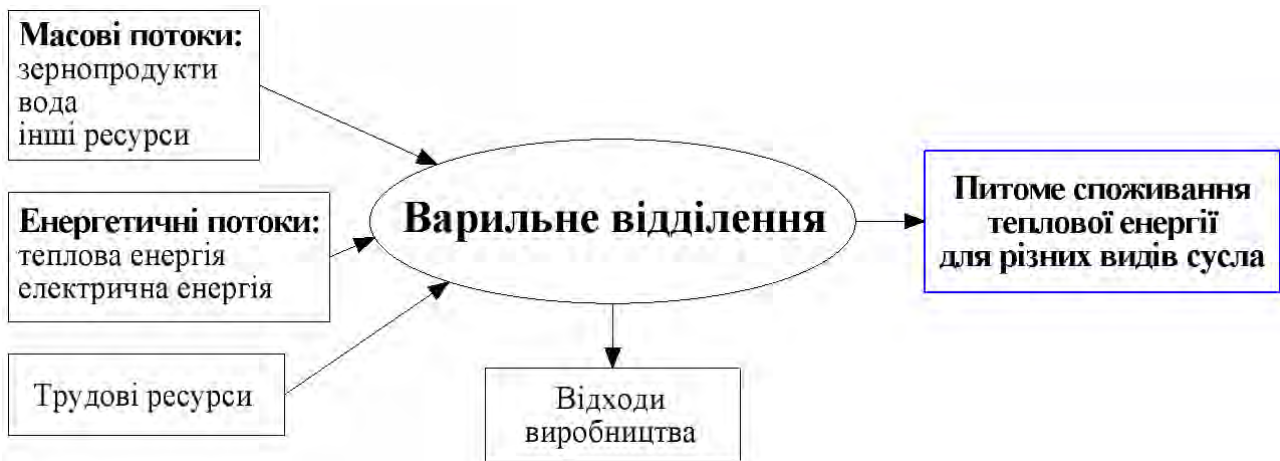 Масові потоки:
зернопродукти
вода
інші ресурси
Енергетичні потоки:
теплова енергія
електрична енергія
Трудові ресурси
Варильне відділення
Відходи
виробництва
Питоме споживання
теплової енергії
для різних видів сусла